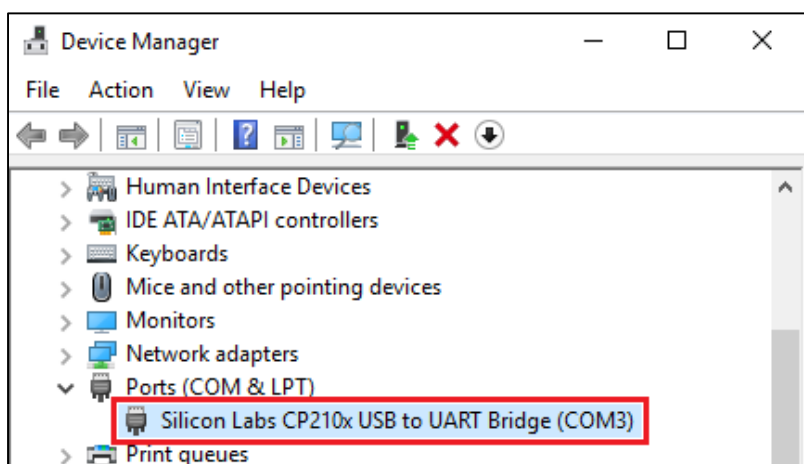 Device Manager
File Action View Help
Human Interface Devices
IDE ATA/ATAPI controllers
Keyboards
Mice and other pointing devices
Monitors
Network adapters
Ports (COM & LPT)
Silicon Labs CP210x USB to UART Bridge (COM3)
Print queues